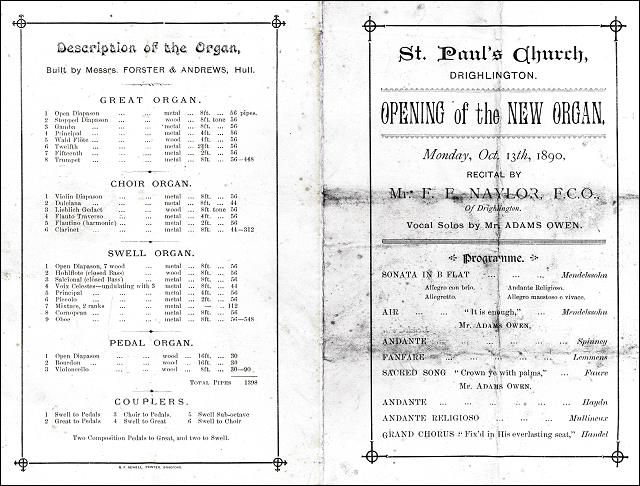 Description of the Organ,
Built by Messrs. FORSTER & ANDREWS, Hull.
GREAT ORGAN.
1 Open Diapason ... ... metal ... 8ft. ... 56 pipes.
2 Stopped Diapason ... wood ... 8ft. tone 56
3 Gamba ... ... metal ... 8ft. ... 56
4 Principal ... ... metal ... 4ft. ... 56
5 Wald Flöte ... ... wood ... 4ft. ... 56
6 Twelfth ... ... metal ... 2⅔ft. ... 56
7 Fifteenth ... ... metal ... 2ft. ... 56
8 Trumpet ... ... metal ... 8ft. ... 56—448
CHOIR ORGAN.
1 Violin Diapason ... metal ... 8ft. ... 56
2 Dulciana ... ... metal ... 8ft. ... 44
3 Lieblich Gedact ... wood ... 8ft. tone 56
4 Flauto Traverso ... metal ... 4ft. ... 56
5 Flautino (harmonic) ... metal ... 2ft. ... 56
6 Clarinet ... ... metal ... 8ft. ... 44—312
SWELL ORGAN.
1 Open Diapason, 7 wood ... metal ... 8ft. ... 56
2 Hohlflote (closed Bass) ... wood ... 8ft. ... 56
3 Salcional (closed Bass) ... metal ... 8ft. ... 56
4 Voix Celestes—undulating with 3 metal ... 8ft. ... 44
5 Principal ... ... metal ... 4ft. ... 56
6 Piccolo ... ... metal ... 2ft. ... 56
7 Mixture, 2 ranks ... metal ... ... 112
8 Cornopean ... ... metal ... 8ft. ... 56
9 Oboe ... ... metal ... 8ft. ... 56—548
PEDAL ORGAN.
1 Open Diapason ... wood ... 16ft. ... 30
2 Bourdon ... ... wood ... 16ft. ... 30
3 Violoncello ... wood ... 8ft. ... 30—90
TOTAL PIPES 1398
COUPLERS.
1 Swell to Pedals 3 Choir to Pedals. 5 Swell Sub-octave
2 Great to Pedals 4 Swell to Great 6 Swell to Choir
Two Composition Pedals to Great, and two to Swell.
SEWELL, PRINTER, BRADFORD.
St. Paul's Church,
DRIGHLINGTON.
OPENING of the NEW ORGAN,
Monday, Oct. 13th, 1890.
RECITAL BY
Mr. F. E. NAYLOR, F.C.O.,
Of Drighlington.
Vocal Solos by Mr. ADAMS OWEN.
Programme.
SONATA IN B FLAT ... ... ... Mendelssohn
Allegro con brio. Andante Religioso.
Allegretto. Allegro maestoso e vivace.
AIR ... ... "It is enough," ... ... Mendelssohn
Mr. ADAMS OWEN.
ANDANTE ... ... ... ... Spinney
FANFARE ... ... ... ... Lemmens
SACRED SONG "Crown ye with palms," ... Faure
Mr. ADAMS OWEN.
ANDANTE ... ... ... ... Haydn
ANDANTE RELIGIOSO ... ... ... Mullineux
GRAND CHORUS "Fix'd in His everlasting seat," Handel